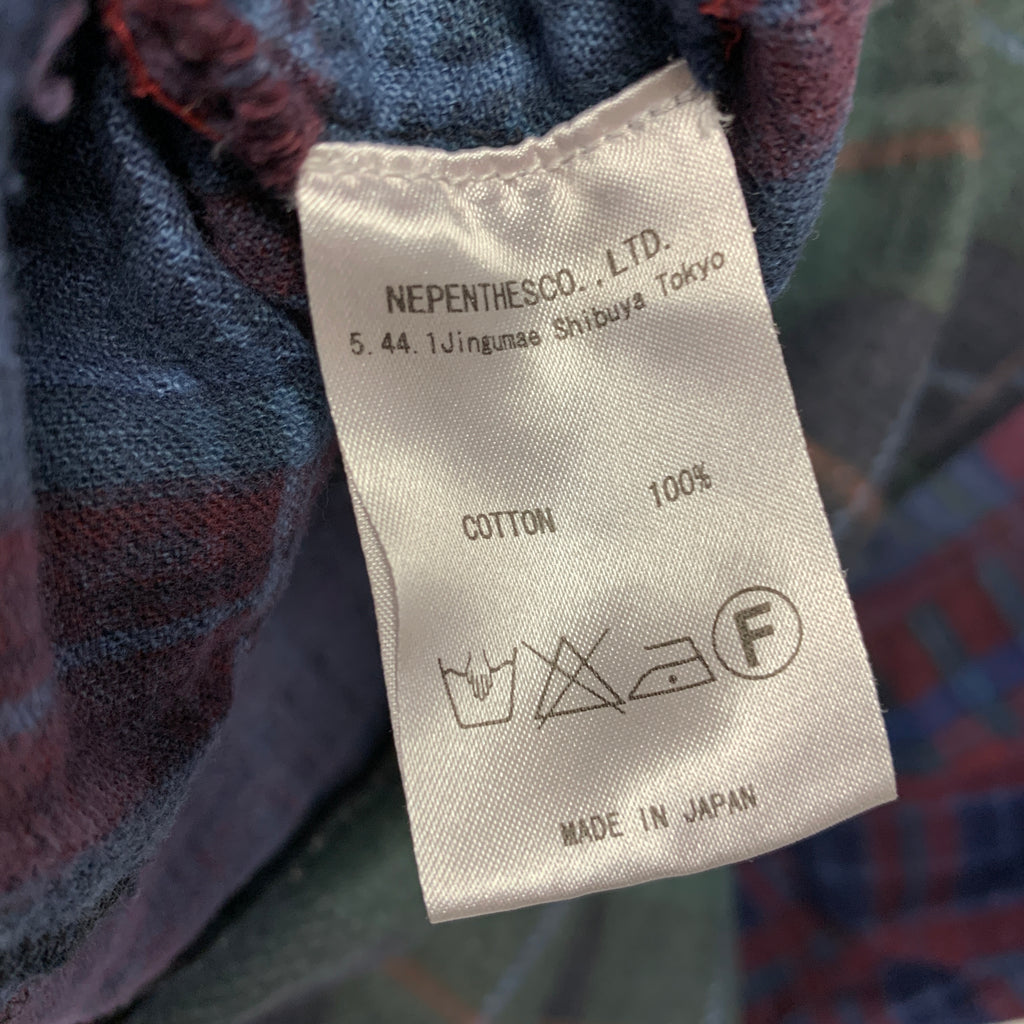 NEPENTHESCO.,LTD.
5.44.1Jingumae Shibuya Tokyo
COTTON 100%
F
MADE IN JAPAN